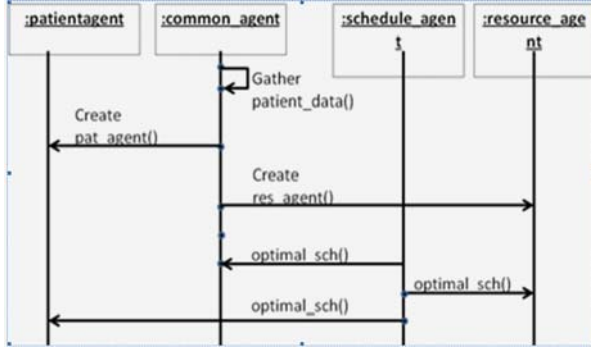 :patientagent
:common_agent
:schedule_agen
t
:resource_age
nt
Gather
patient_data()
Create
pat_agent()
Create
res_agent()
optimal_sch()
optimal_sch()
optimal_sch()